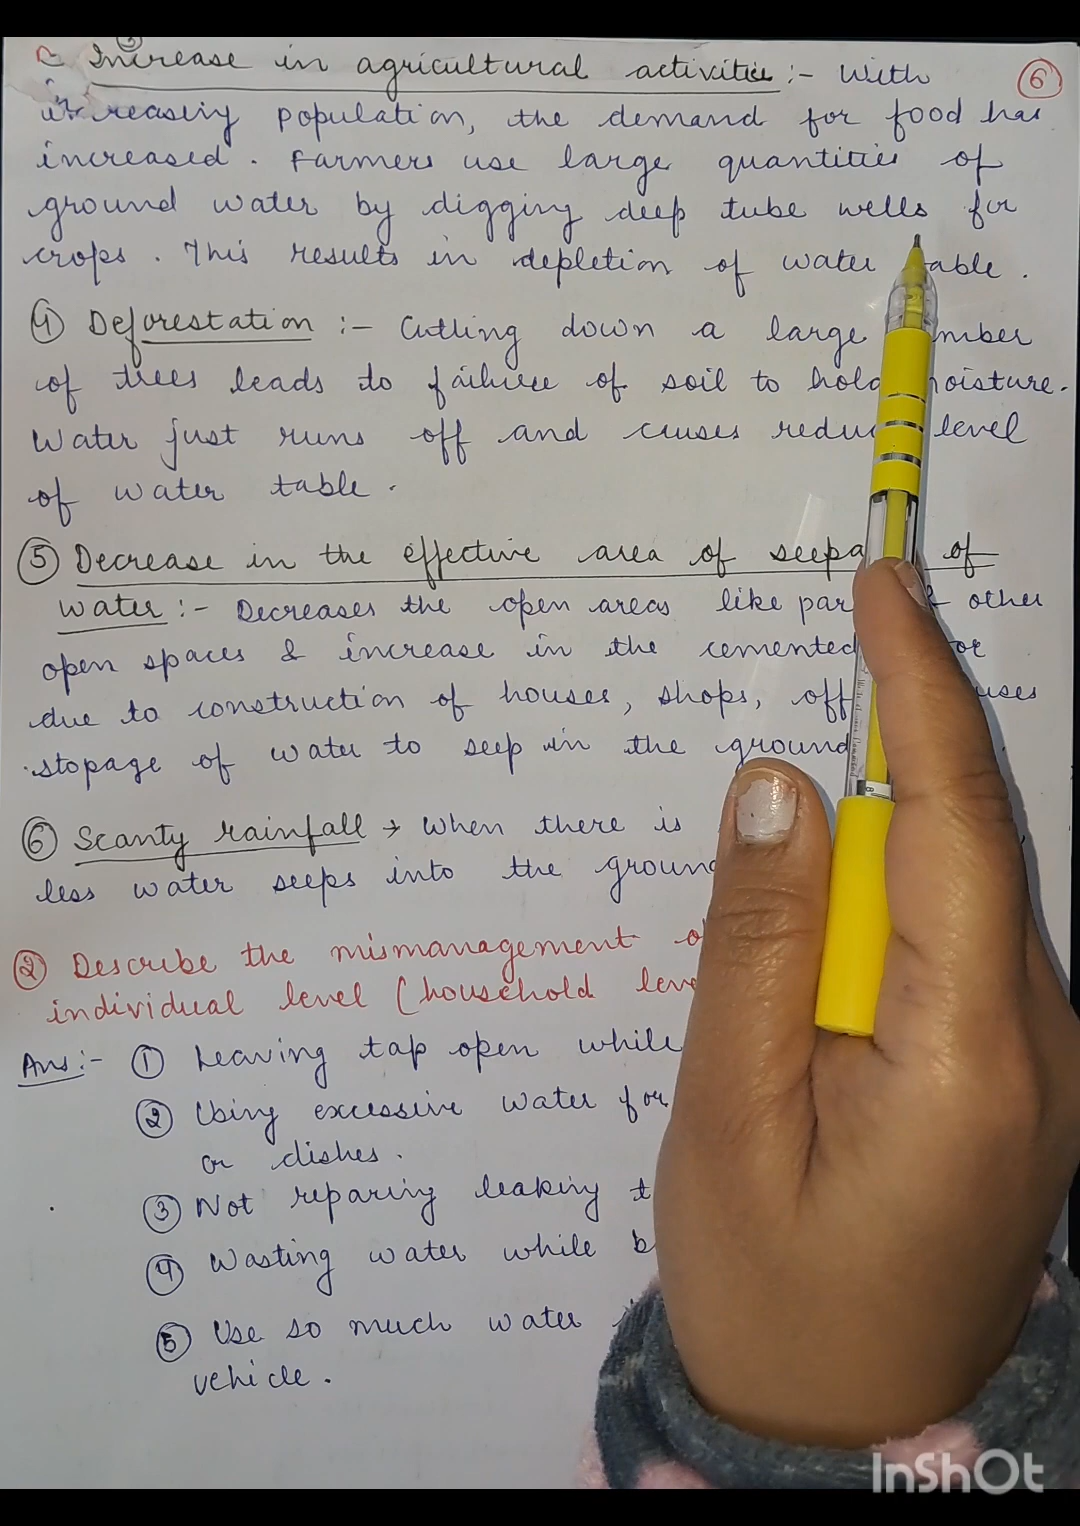 ③ Increase in agricultural activities :- With
⑥
increasing population, the demand for food has
increased. Farmers use large quantities of
ground water by digging deep tube wells for
crops. This results in depletion of water table.
④ Deforestation :- Cutting down a large
of trees leads to failure of soil to hold moisture.
Water just runs off and causes level
of water table.
⑤ Decrease in the effective area of of
water :- Decreases the open areas like other
open spaces & increase in the cemented
due to construction of houses, shops,
stopage of water to seep in the ground
⑥ Scanty rainfall → When there is
less water seeps into the ground
② Describe the mismanagement
individual level (household
Ans:- ① Leaving tap open while
② Using excessive water for
or dishes.
③ Not reparing leaking
④ Wasting water while
⑤ Use so much water
vehicle.
InShOt